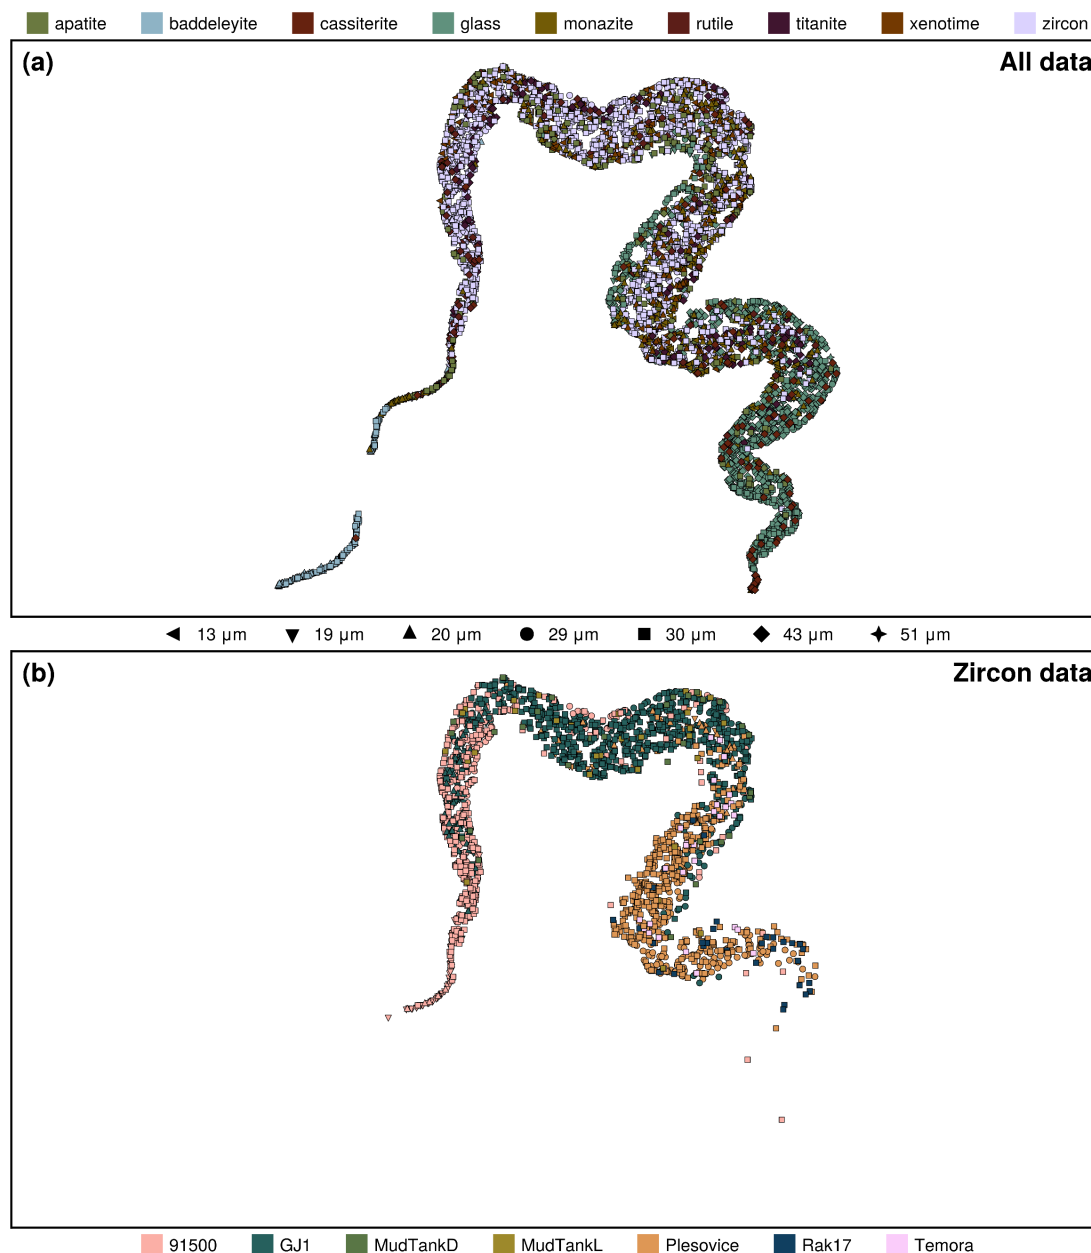 apatite baddeleyite cassiterite glass monazite rutile titanite xenotime zircon
(a) All data
13 µm 19 µm 20 µm 29 µm 30 µm 43 µm 51 µm
(b) Zircon data
91500 GJ1 MudTankD MudTankL Plesovice Rak17 Temora